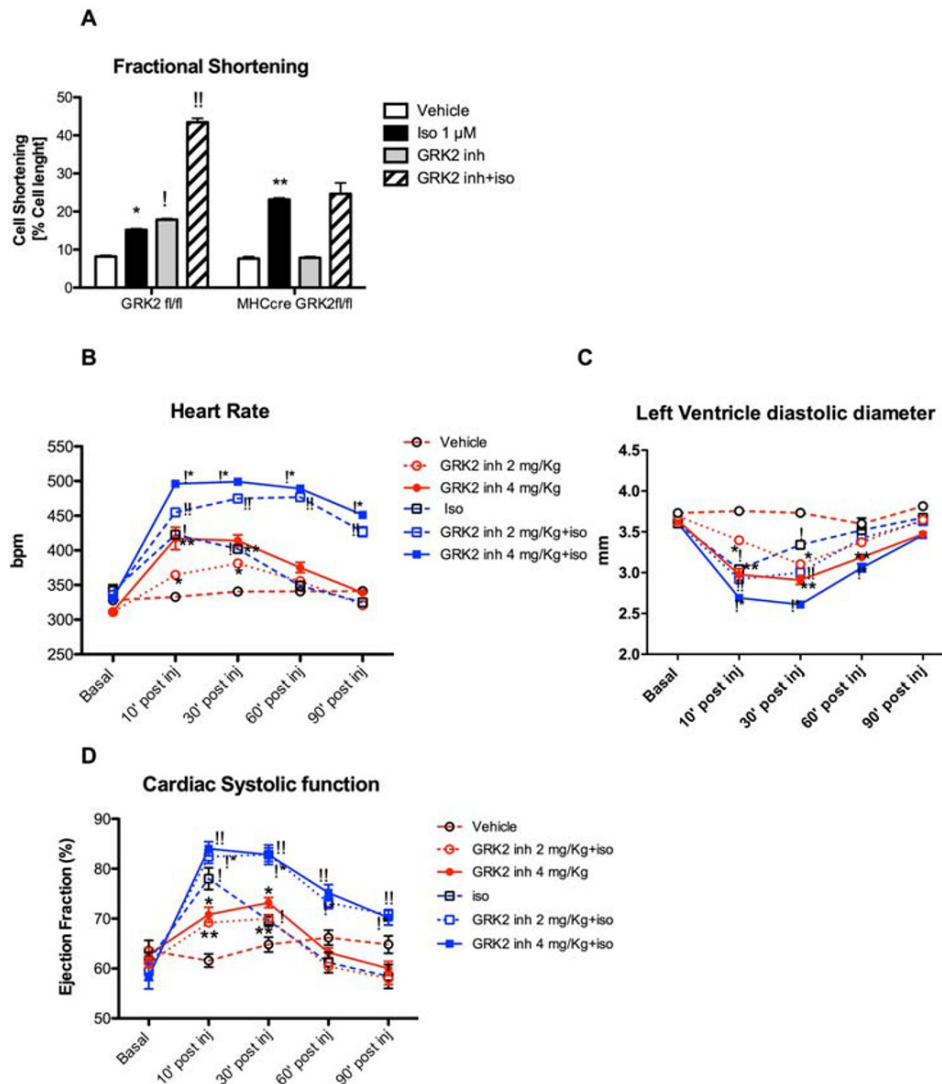 A
Fractional Shortening
Cell Shortening
[% Cell lenght]
50
40
30
20
10
0
*
!
!!
**
GRK2 fl/fl
MHCcre GRK2fl/fl
Vehicle
Iso 1 µM
GRK2 inh
GRK2 inh+iso
B
Heart Rate
bpm
550
500
450
400
350
300
250
!* !* !* !*
!! !! !! !!
!
** ! **
* *
Basal
10' post inj
30' post inj
60' post inj
90' post inj
Vehicle
GRK2 inh 2 mg/Kg
GRK2 inh 4 mg/Kg
Iso
GRK2 inh 2 mg/Kg+iso
GRK2 inh 4 mg/Kg+iso
C
Left Ventricle diastolic diameter
mm
4.5
4.0
3.5
3.0
2.5
2.0
Basal
10' post inj
30' post inj
60' post inj
90' post inj
D
Cardiac Systolic function
Ejection Fraction (%)
90
80
70
60
50
!! !! !! !!
!* !*
!
* *
** ** !
Basal
10' post inj
30' post inj
60' post inj
90' post inj
Vehicle
GRK2 inh 2 mg/Kg+iso
GRK2 inh 4 mg/Kg
iso
GRK2 inh 2 mg/Kg+iso
GRK2 inh 4 mg/Kg+iso